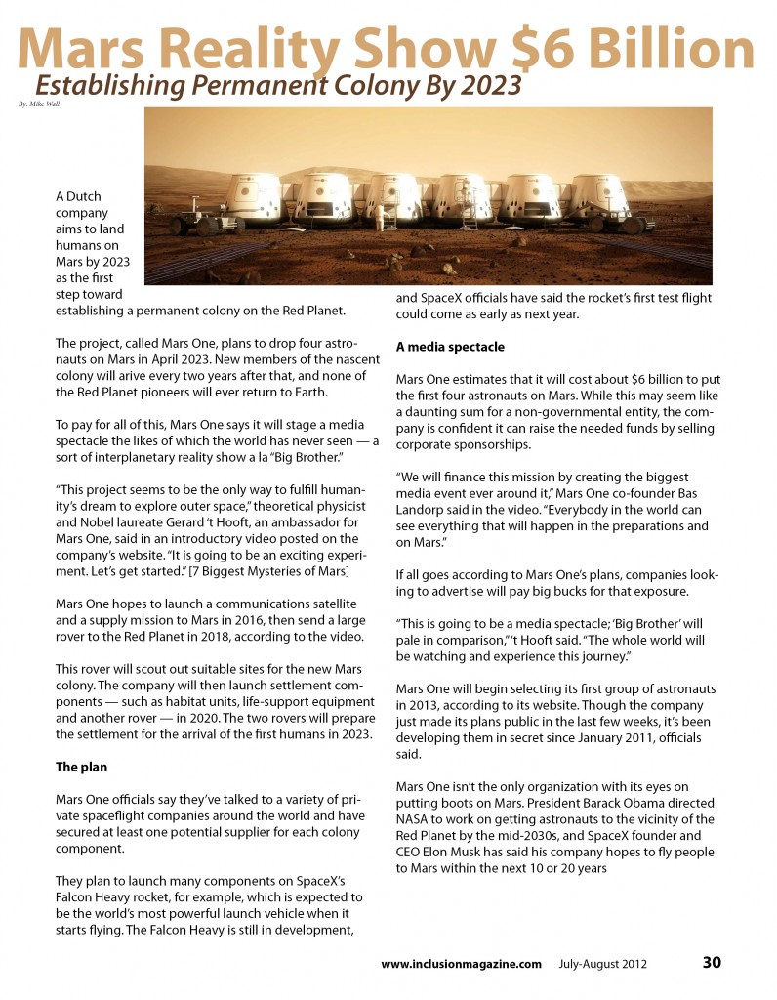 Mars Reality Show $6 Billion
Establishing Permanent Colony By 2023
By: Mike Wall
A Dutch
company
aims to land
humans on
Mars by 2023
as the first
step toward
establishing a permanent colony on the Red Planet.
The project, called Mars One, plans to drop four astro-
nauts on Mars in April 2023. New members of the nascent
colony will arive every two years after that, and none of
the Red Planet pioneers will ever return to Earth.
To pay for all of this, Mars One says it will stage a media
spectacle the likes of which the world has never seen — a
sort of interplanetary reality show a la “Big Brother.”
“This project seems to be the only way to fulfill human-
ity’s dream to explore outer space,” theoretical physicist
and Nobel laureate Gerard ‘t Hooft, an ambassador for
Mars One, said in an introductory video posted on the
company’s website. “It is going to be an exciting experi-
ment. Let’s get started.” [7 Biggest Mysteries of Mars]
Mars One hopes to launch a communications satellite
and a supply mission to Mars in 2016, then send a large
rover to the Red Planet in 2018, according to the video.
This rover will scout out suitable sites for the new Mars
colony. The company will then launch settlement com-
ponents — such as habitat units, life-support equipment
and another rover — in 2020. The two rovers will prepare
the settlement for the arrival of the first humans in 2023.
The plan
Mars One officials say they’ve talked to a variety of pri-
vate spaceflight companies around the world and have
secured at least one potential supplier for each colony
component.
They plan to launch many components on SpaceX’s
Falcon Heavy rocket, for example, which is expected to
be the world’s most powerful launch vehicle when it
starts flying. The Falcon Heavy is still in development,
and SpaceX officials have said the rocket’s first test flight
could come as early as next year.
A media spectacle
Mars One estimates that it will cost about $6 billion to put
the first four astronauts on Mars. While this may seem like
a daunting sum for a non-governmental entity, the com-
pany is confident it can raise the needed funds by selling
corporate sponsorships.
“We will finance this mission by creating the biggest
media event ever around it,” Mars One co-founder Bas
Landorp said in the video. “Everybody in the world can
see everything that will happen in the preparations and
on Mars.”
If all goes according to Mars One’s plans, companies look-
ing to advertise will pay big bucks for that exposure.
“This is going to be a media spectacle; ‘Big Brother’ will
pale in comparison,” ‘t Hooft said. “The whole world will
be watching and experience this journey.”
Mars One will begin selecting its first group of astronauts
in 2013, according to its website. Though the company
just made its plans public in the last few weeks, it’s been
developing them in secret since January 2011, officials
said.
Mars One isn’t the only organization with its eyes on
putting boots on Mars. President Barack Obama directed
NASA to work on getting astronauts to the vicinity of the
Red Planet by the mid-2030s, and SpaceX founder and
CEO Elon Musk has said his company hopes to fly people
to Mars within the next 10 or 20 years
www.inclusionmagazine.com July-August 2012 30